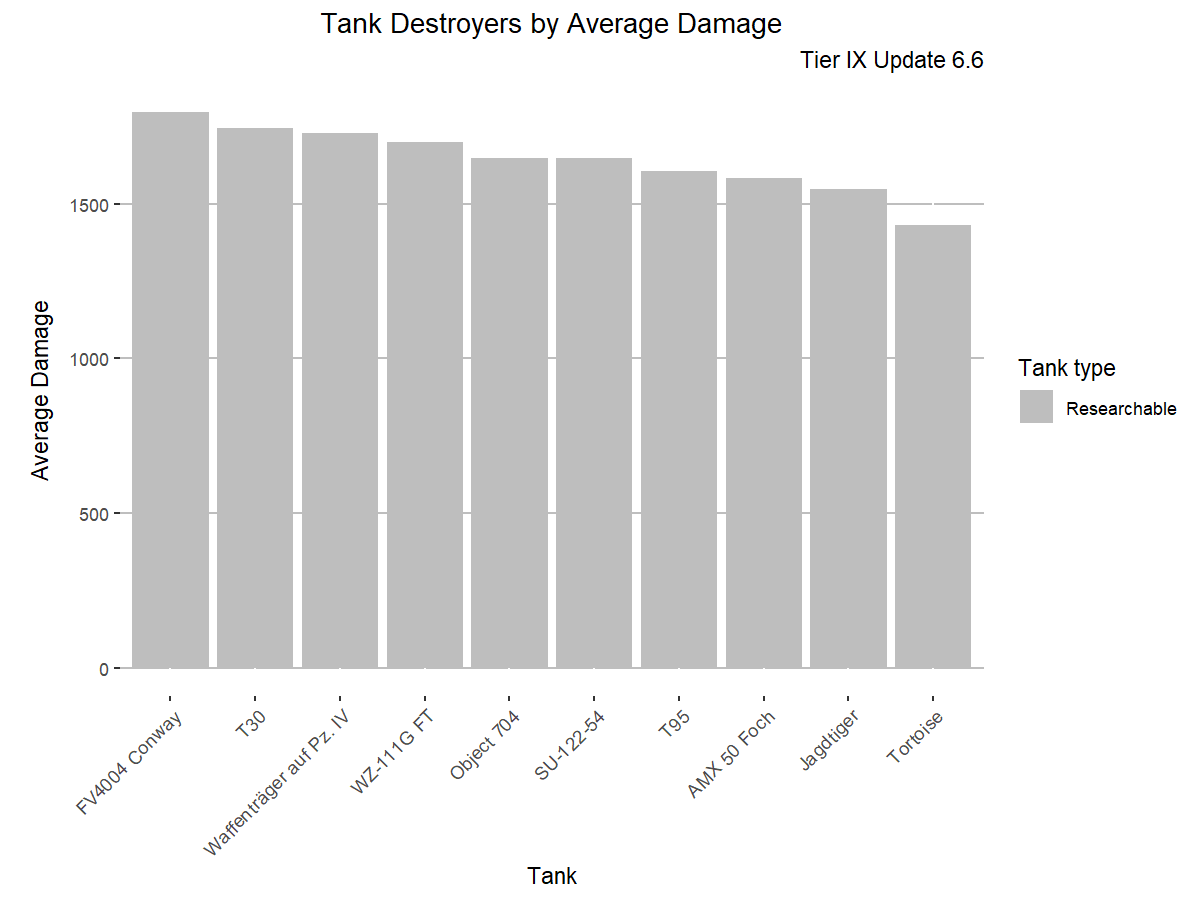 Tank Destroyers by Average Damage
Tier IX Update 6.6
Average Damage
1500
1000
500
0
FV4004 Conway
T30
Waffenträger auf Pz. IV
WZ-111G FT
Object 704
SU-122-54
T95
AMX 50 Foch
Jagdtiger
Tortoise
Tank
Tank type
Researchable